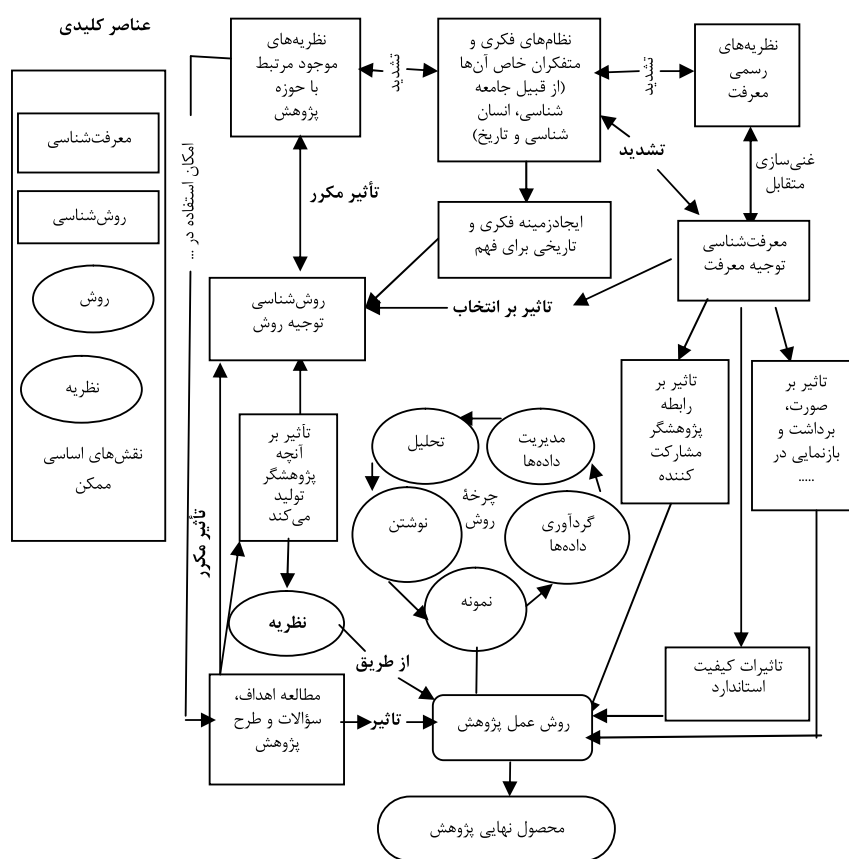 عناصر کلیدی
معرفت‌شناسی
روش‌شناسی
روش
نظریه
نقش‌های اساسی
ممکن
امکان استفاده در ...
نظریه‌های
موجود مرتبط
با حوزه
پژوهش
تشدید
نظام‌های فکری و
متفکران خاص آن‌ها
(از قبیل جامعه
شناسی، انسان
شناسی و تاریخ)
تشدید
نظریه‌های
رسمی
معرفت
تشدید
غنی‌سازی
متقابل
تأثیر مکرر
ایجادزمینه فکری و
تاریخی برای فهم
معرفت‌شناسی
توجیه معرفت
روش‌شناسی
توجیه روش
تاثیر بر انتخاب
تأثیر بر
آنچه
پژوهشگر
تولید
می‌کند
تحلیل
مدیریت
داده‌ها
چرخهٔ
روش
نوشتن
گردآوری
داده‌ها
نمونه
تاثیر بر
رابطه
پژوهشگر
مشارکت
کننده
تاثیر بر
صورت،
برداشت و
بازنمایی در
.....
تأثیر مکرر
نظریه
از طریق
تاثیرات کیفیت
استاندارد
مطالعه اهداف،
سؤالات و طرح
پژوهش
تاثیر
روش عمل پژوهش
محصول نهایی پژوهش